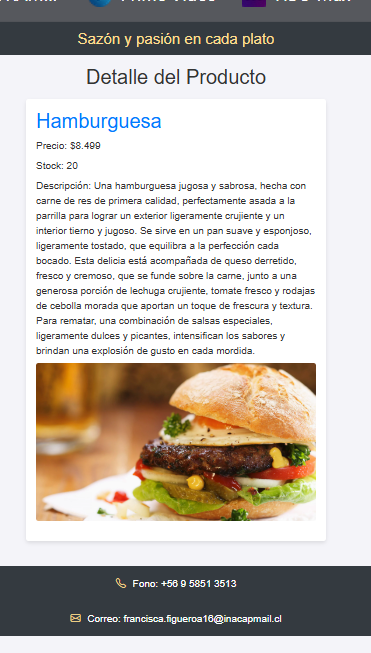 Sazón y pasión en cada plato
Detalle del Producto
Hamburguesa
Precio: $8.499
Stock: 20
Descripción: Una hamburguesa jugosa y sabrosa, hecha con
carne de res de primera calidad, perfectamente asada a la
parrilla para lograr un exterior ligeramente crujiente y un
interior tierno y jugoso. Se sirve en un pan suave y esponjoso,
ligeramente tostado, que equilibra a la perfección cada
bocado. Esta delicia está acompañada de queso derretido,
fresco y cremoso, que se funde sobre la carne, junto a una
generosa porción de lechuga crujiente, tomate fresco y rodajas
de cebolla morada que aportan un toque de frescura y textura.
Para rematar, una combinación de salsas especiales,
ligeramente dulces y picantes, intensifican los sabores y
brindan una explosión de gusto en cada mordida.
Fono: +56 9 5851 3513
Correo: francisca.figueroa16@inacapmail.cl